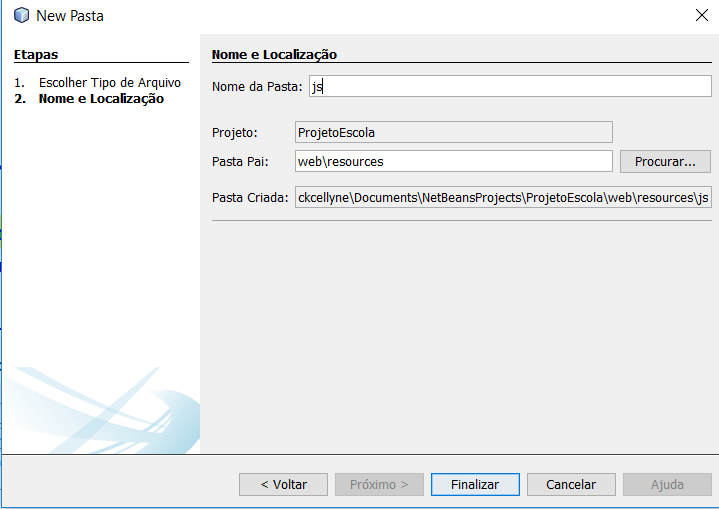 New Pasta
Etapas
1. Escolher Tipo de Arquivo
2. Nome e Localização
Nome e Localização
Nome da Pasta: js
Projeto: ProjetoEscola
Pasta Pai: web\resources Procurar...
Pasta Criada: ckcellyne\Documents\NetBeansProjects\ProjetoEscola\web\resources\js
< Voltar Próximo > Finalizar Cancelar Ajuda